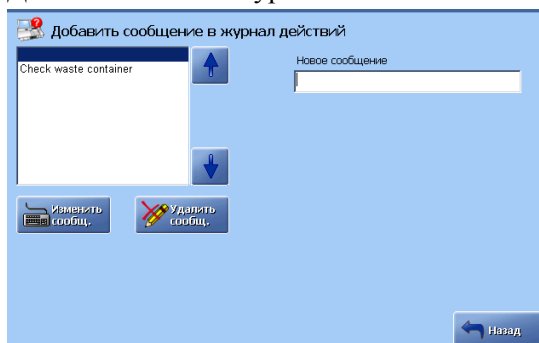 Добавить сообщение в журнал действий
Check waste container
Новое сообщение
Изменить
сообщ.
Удалить
сообщ.
Назад